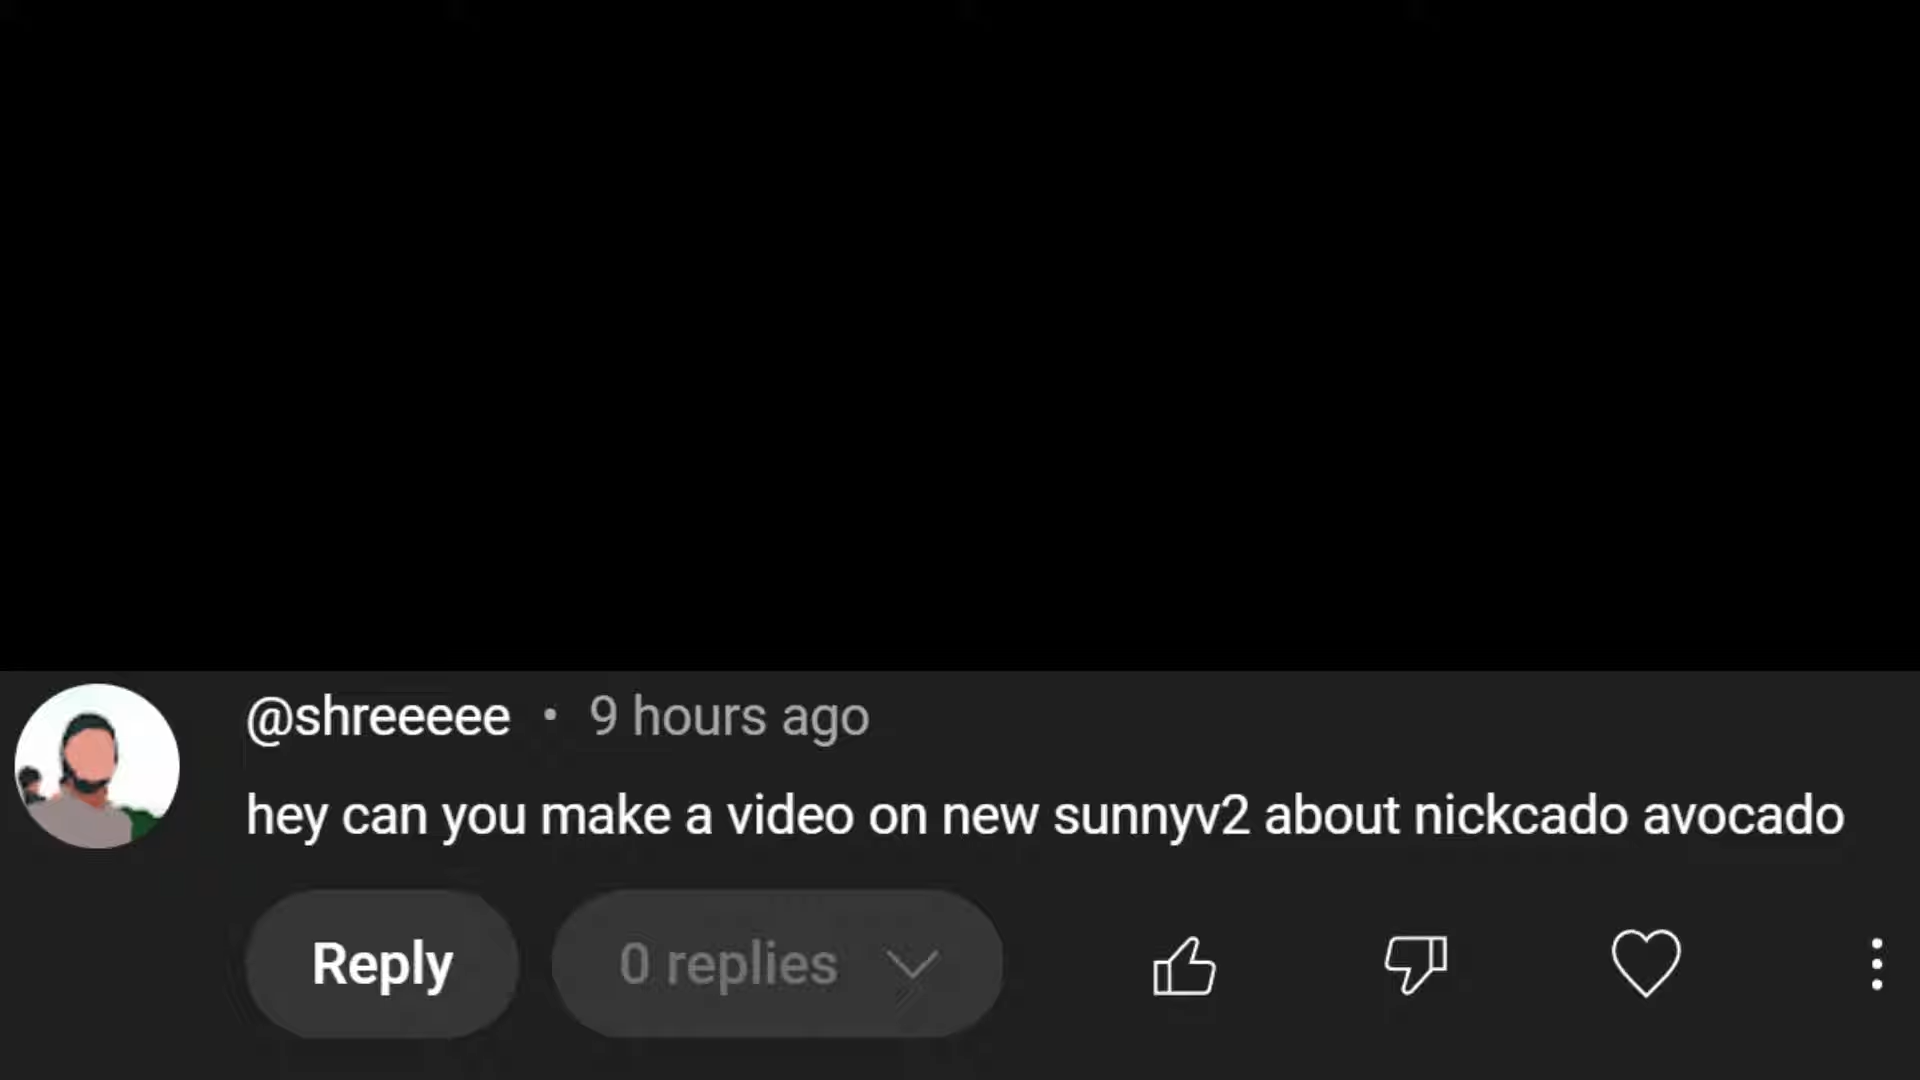 @shreeeee • 9 hours ago
hey can you make a video on new sunnyv2 about nickcado avocado
Reply 0 replies